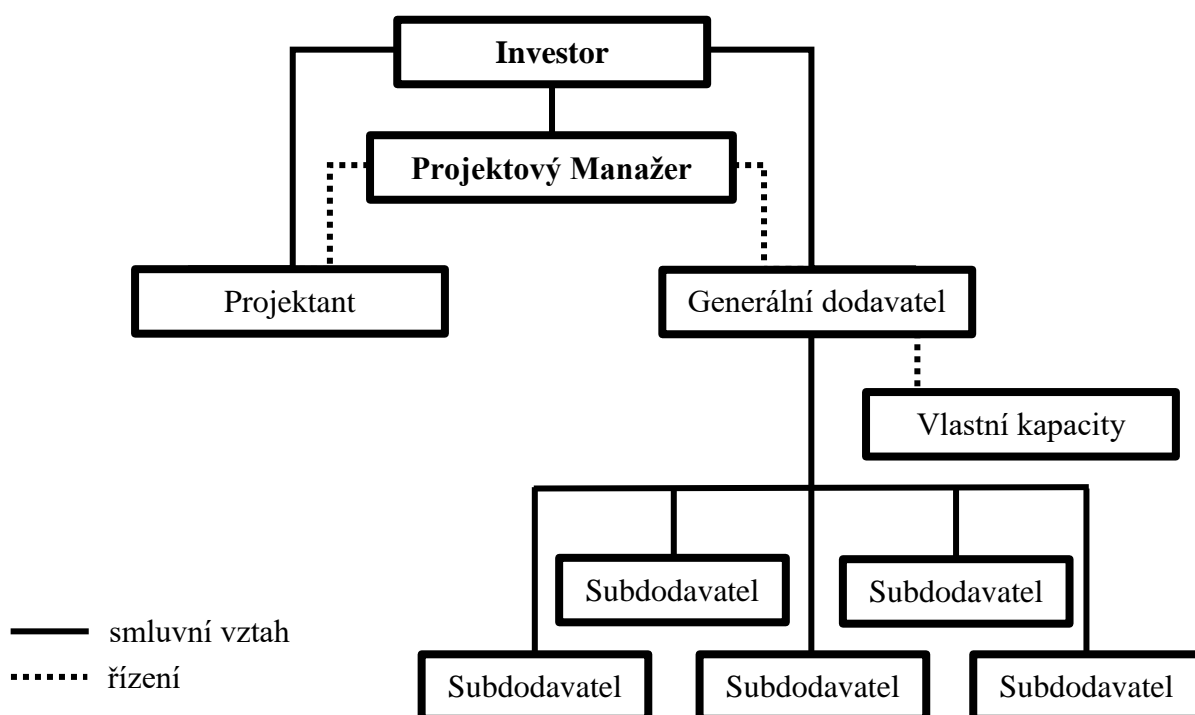 Investor
Projektový Manažer
Projektant
Generální dodavatel
Vlastní kapacity
Subdodavatel
Subdodavatel
smluvní vztah
řízení
Subdodavatel
Subdodavatel
Subdodavatel